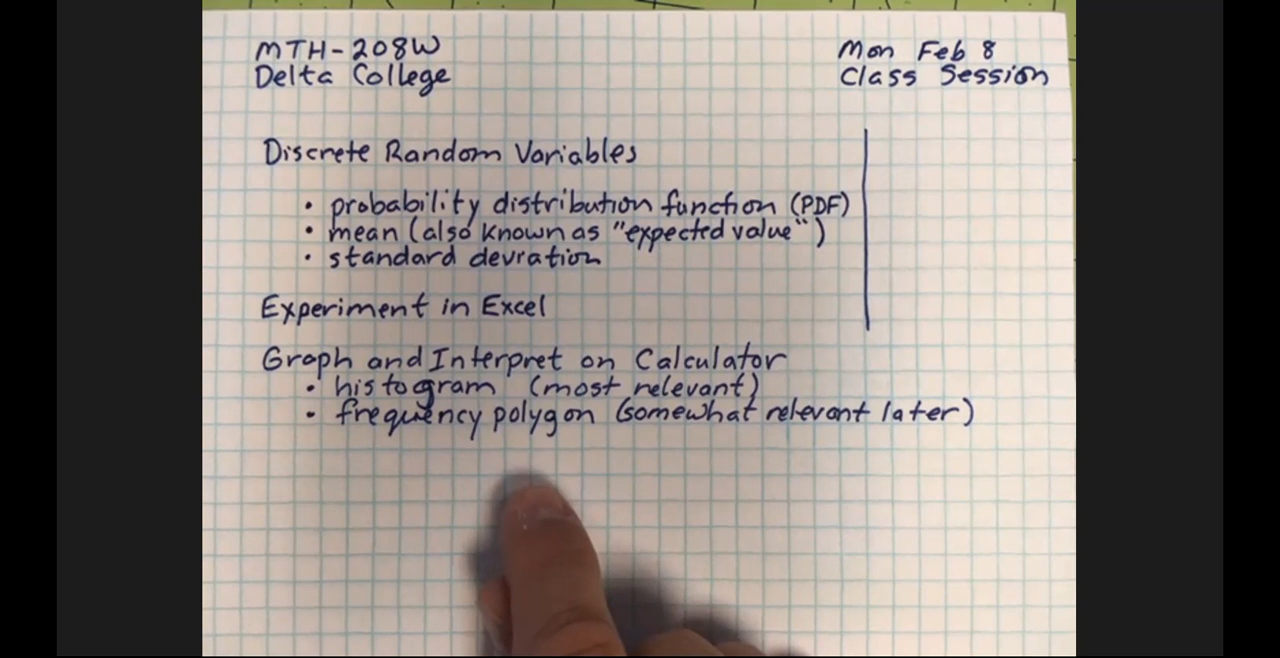 MTH-208W
Delta College
Mon Feb 8
Class Session
Discrete Random Variables
• probability distribution function (PDF)
• mean (also known as "expected value")
• standard deviation
Experiment in Excel
Graph and Interpret on Calculator
• histogram (most relevant)
• frequency polygon (somewhat relevant later)